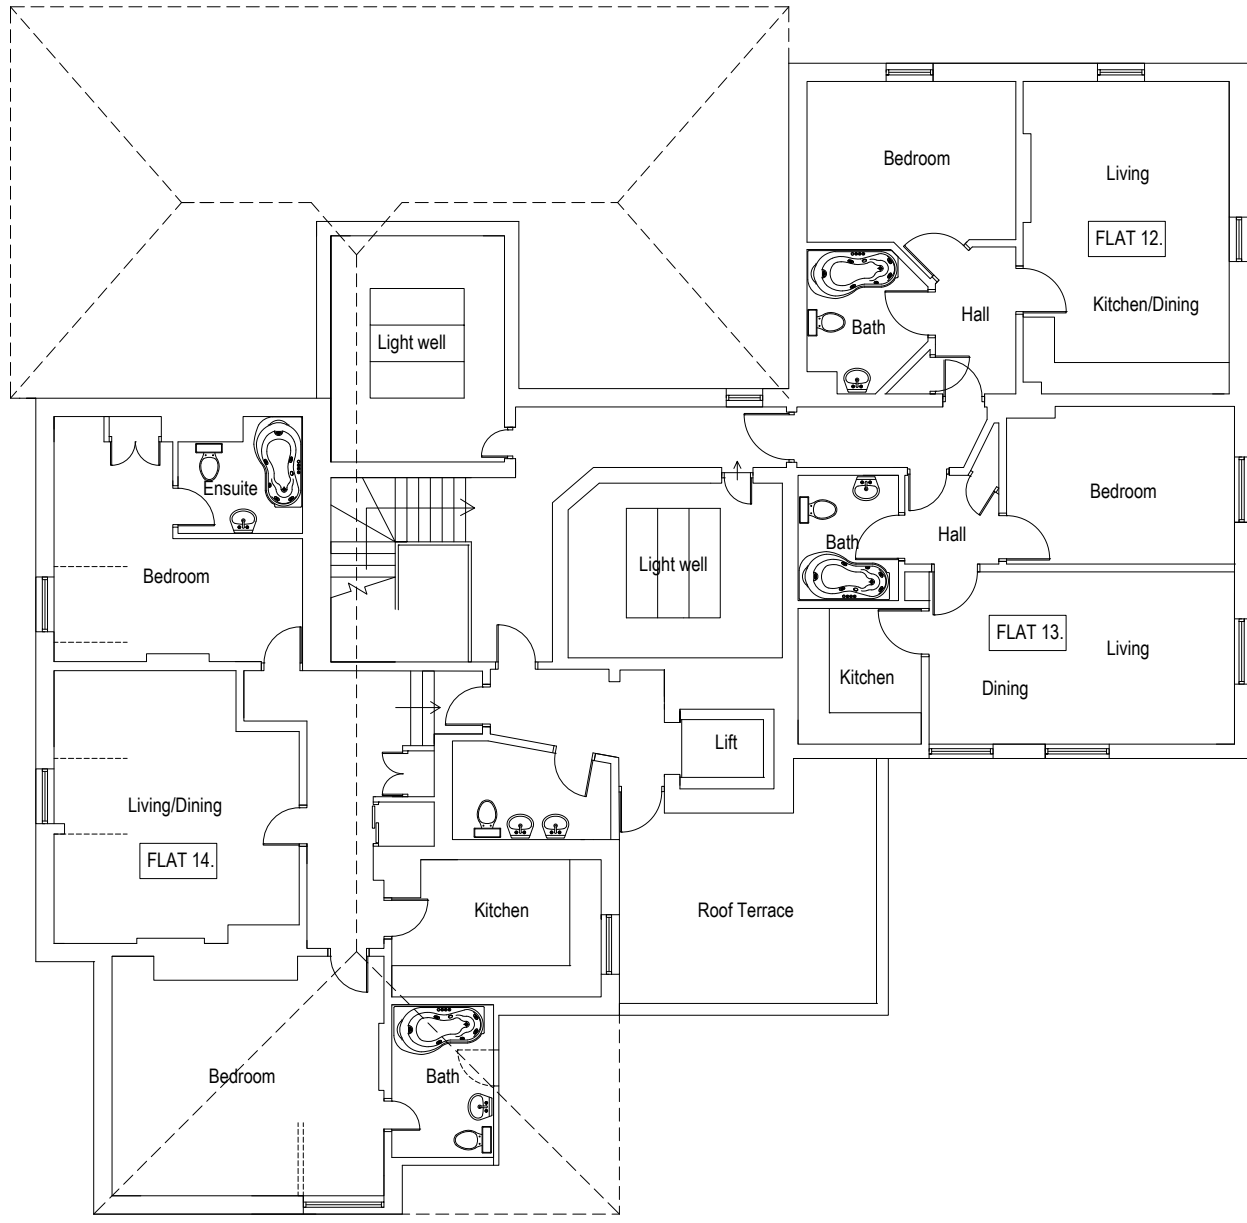 Bedroom
Living
FLAT 12.
Kitchen/Dining
Hall
Bath
Light well
Ensuite
Bedroom
Light well
Bath
Hall
Bedroom
FLAT 13.
Living
Dining
Kitchen
Lift
Living/Dining
FLAT 14.
Kitchen
Roof Terrace
Bedroom
Bath